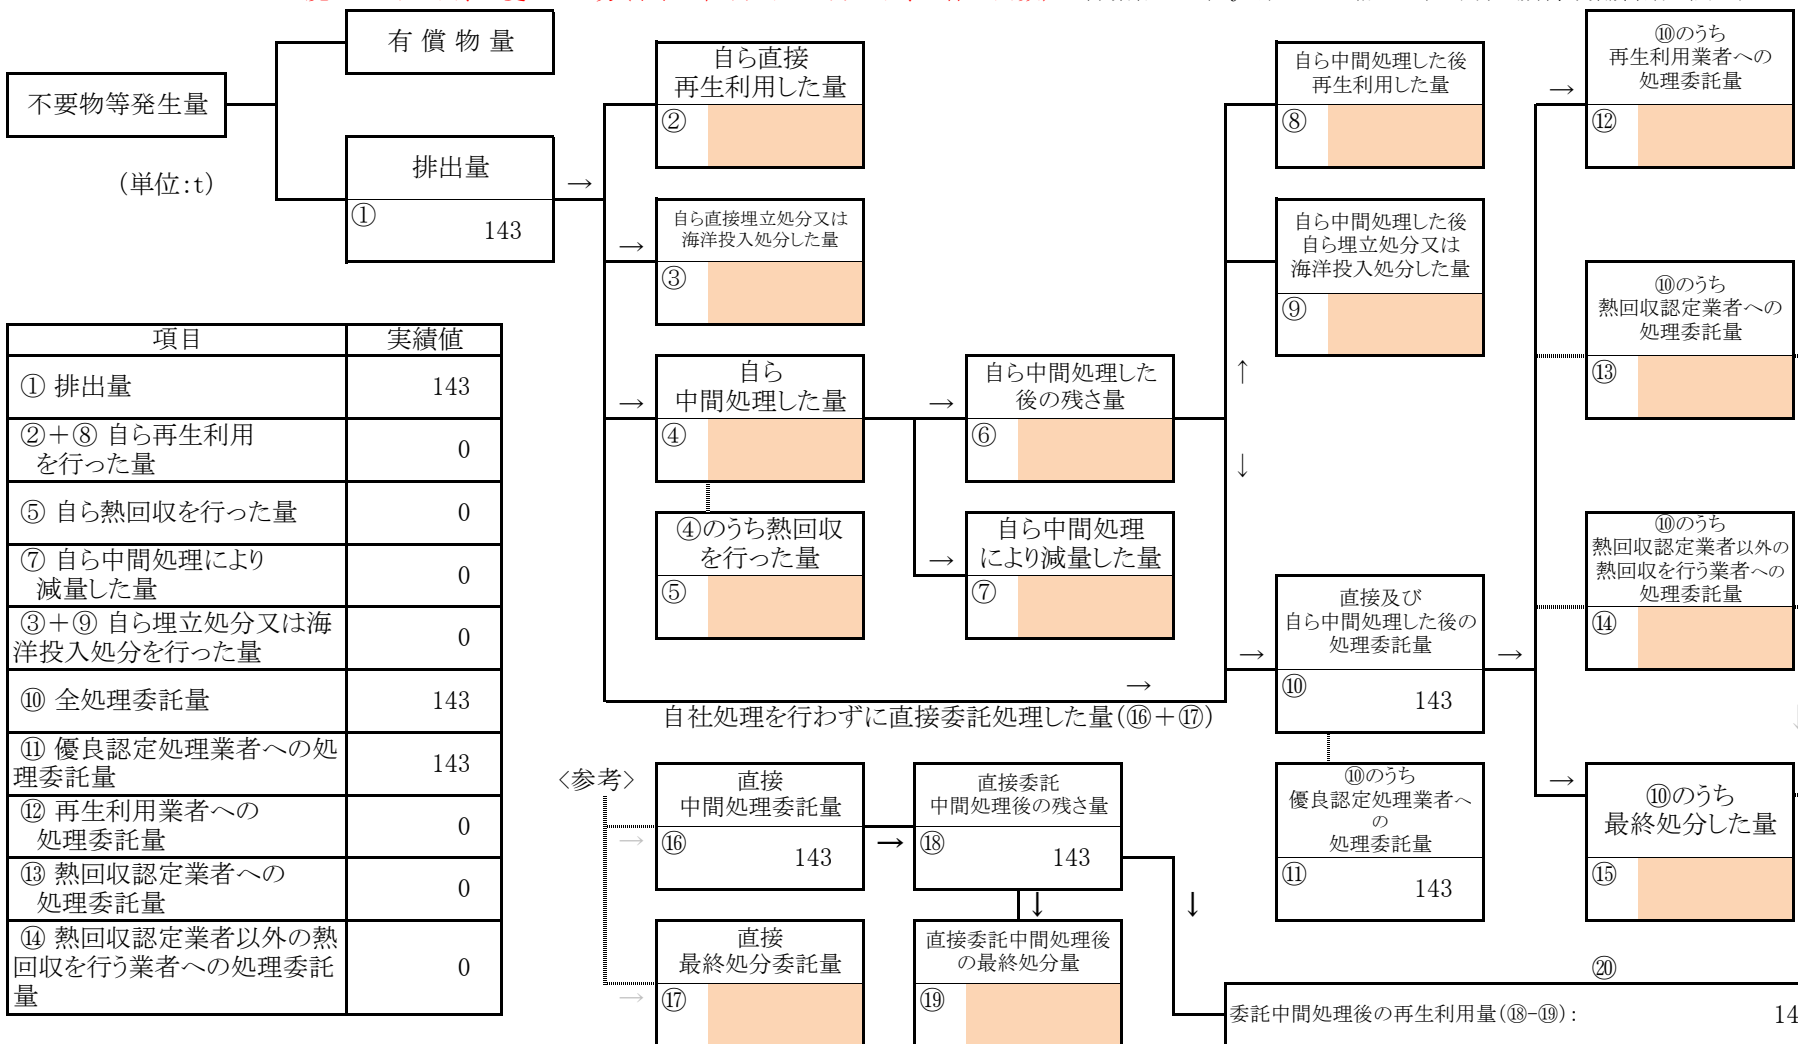 有 償 物 量
不要物等発生量
(単位:t)
排出量
①
143
→
自ら直接
再生利用した量
②
→
自ら直接埋立処分又は
海洋投入処分した量
③
→
自ら
中間処理した量
④
④のうち熱回収
を行った量
⑤
→
自ら中間処理した
後の残さ量
⑥
→
自ら中間処理
により減量した量
⑦
自ら中間処理した後
再生利用した量
⑧
自ら中間処理した後
自ら埋立処分又は
海洋投入処分した量
⑨
↑
↓
→
自社処理を行わずに直接委託処理した量(⑯+⑰)
→
直接及び
自ら中間処理した後の
処理委託量
⑩
143
→
⑩のうち
優良認定処理業者へ
の
処理委託量
⑪
143
→
⑩のうち
再生利用業者への
処理委託量
⑫
⑩のうち
熱回収認定業者への
処理委託量
⑬
⑩のうち
熱回収認定業者以外の
熱回収を行う業者への
処理委託量
⑭
→
⑩のうち
最終処分した量
⑮
項目 実績値
① 排出量 143
②+⑧ 自ら再生利用
を行った量 0
⑤ 自ら熱回収を行った量 0
⑦ 自ら中間処理により
減量した量 0
③+⑨ 自ら埋立処分又は海
洋投入処分を行った量 0
⑩ 全処理委託量 143
⑪ 優良認定処理業者への処
理委託量 143
⑫ 再生利用業者への
処理委託量 0
⑬ 熱回収認定業者への
処理委託量 0
⑭ 熱回収認定業者以外の熱
回収を行う業者への処理委託
量 0
〈参考〉
→
直接
中間処理委託量
⑯
143
→
直接委託
中間処理後の残さ量
⑱
143
↓
↓
→
直接
最終処分委託量
⑰
直接委託中間処理後
の最終処分量
⑲
⑳
委託中間処理後の再生利用量(⑱-⑲): 14